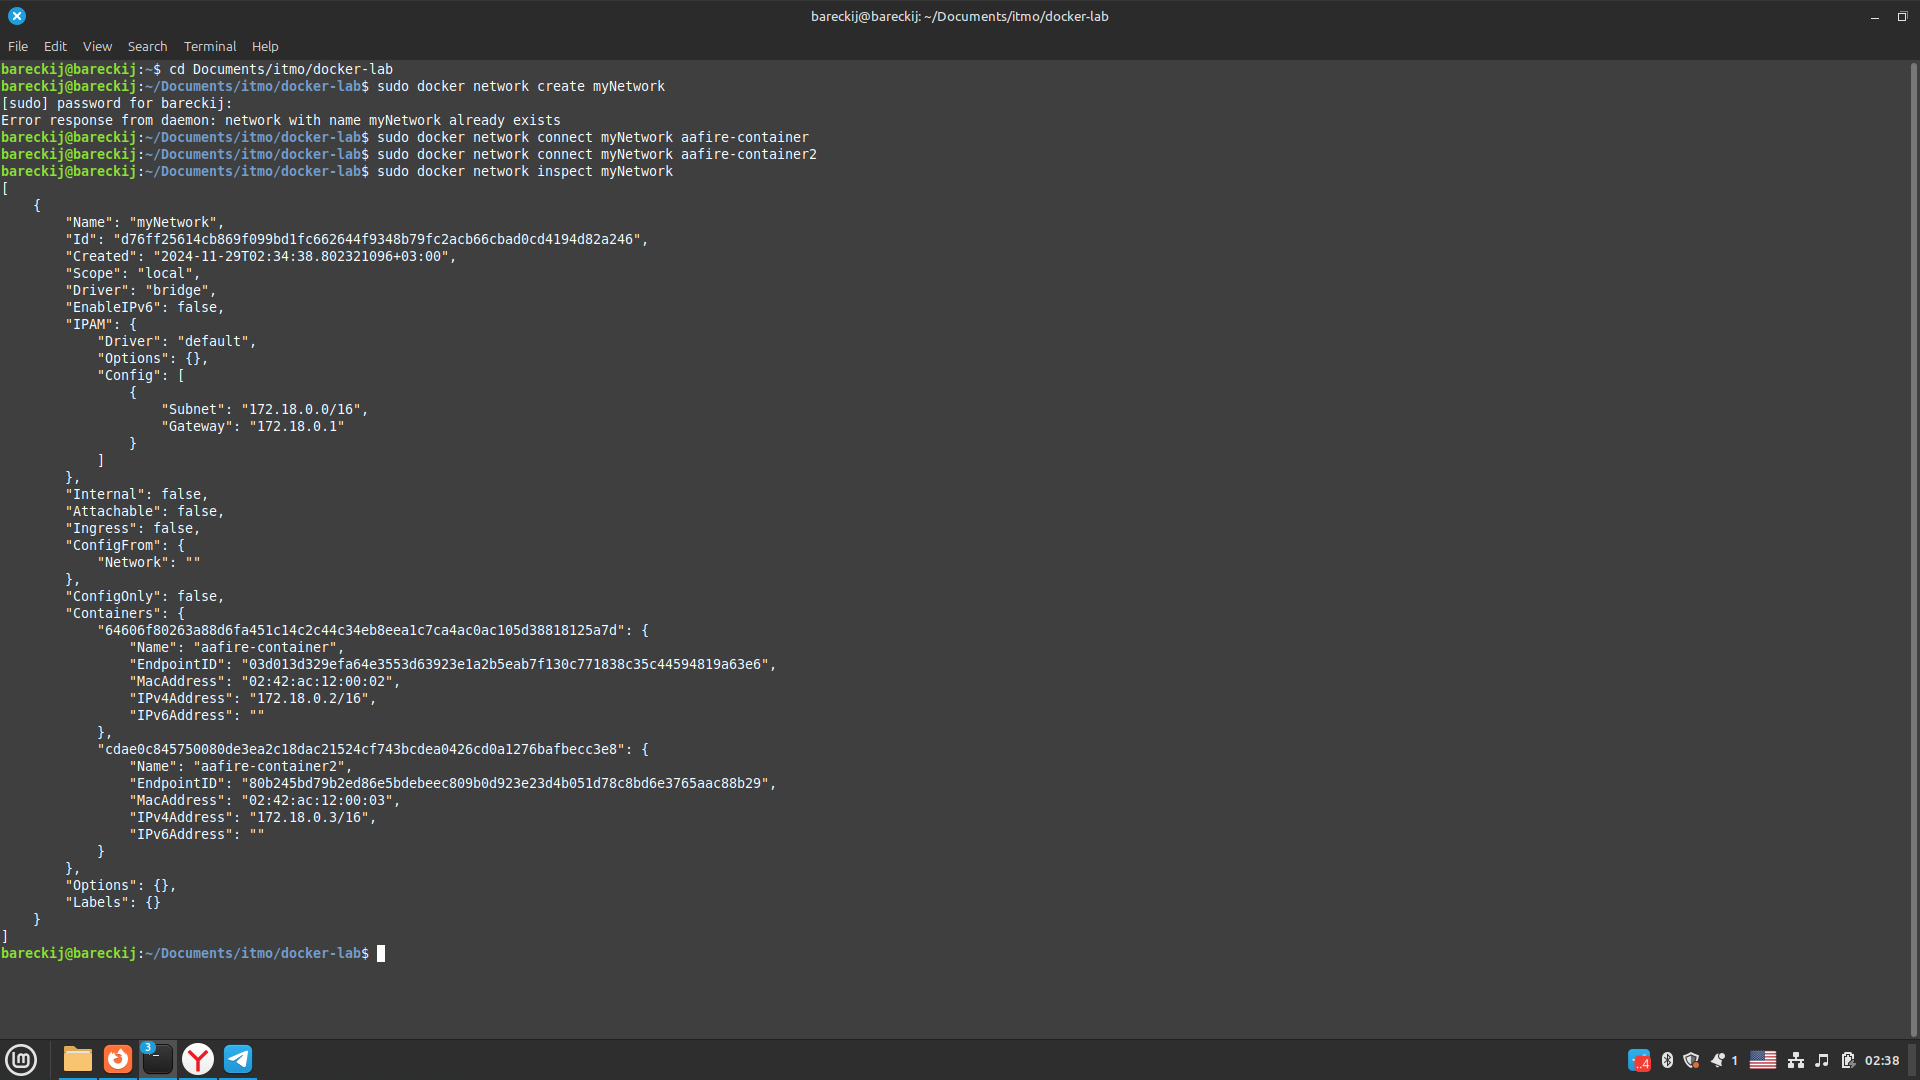 bareckij@bareckij: ~/Documents/itmo/docker-lab
File Edit View Search Terminal Help
bareckij@bareckij:~$ cd Documents/itmo/docker-lab
bareckij@bareckij:~/Documents/itmo/docker-lab$ sudo docker network create myNetwork
[sudo] password for bareckij:
Error response from daemon: network with name myNetwork already exists
bareckij@bareckij:~/Documents/itmo/docker-lab$ sudo docker network connect myNetwork aafire-container
bareckij@bareckij:~/Documents/itmo/docker-lab$ sudo docker network connect myNetwork aafire-container2
bareckij@bareckij:~/Documents/itmo/docker-lab$ sudo docker network inspect myNetwork
[
    {
        "Name": "myNetwork",
        "Id": "d76ff25614cb869f099bd1fc662644f9348b79fc2acb66cbad0cd4194d82a246",
        "Created": "2024-11-29T02:34:38.802321096+03:00",
        "Scope": "local",
        "Driver": "bridge",
        "EnableIPv6": false,
        "IPAM": {
            "Driver": "default",
            "Options": {},
            "Config": [
                {
                    "Subnet": "172.18.0.0/16",
                    "Gateway": "172.18.0.1"
                }
            ]
        },
        "Internal": false,
        "Attachable": false,
        "Ingress": false,
        "ConfigFrom": {
            "Network": ""
        },
        "ConfigOnly": false,
        "Containers": {
            "64606f80263a88d6fa451c14c2c44c34eb8eea1c7ca4ac0ac105d38818125a7d": {
                "Name": "aafire-container",
                "EndpointID": "03d013d329efa64e3553d63923e1a2b5eab7f130c771838c35c44594819a63e6",
                "MacAddress": "02:42:ac:12:00:02",
                "IPv4Address": "172.18.0.2/16",
                "IPv6Address": ""
            },
            "cdae0c845750080de3ea2c18dac21524cf743bcdea0426cd0a1276bafbecc3e8": {
                "Name": "aafire-container2",
                "EndpointID": "80b245bd79b2ed86e5bdebeec809b0d923e23d4b051d78c8bd6e3765aac88b29",
                "MacAddress": "02:42:ac:12:00:03",
                "IPv4Address": "172.18.0.3/16",
                "IPv6Address": ""
            }
        },
        "Options": {},
        "Labels": {}
    }
]
bareckij@bareckij:~/Documents/itmo/docker-lab$
3
1 02:38